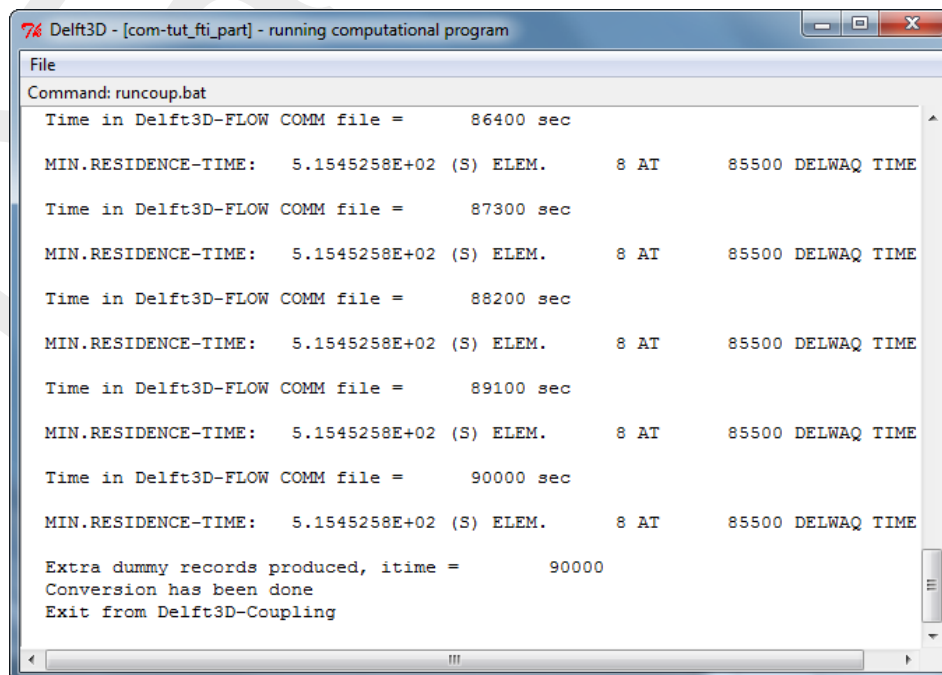 Delft3D - [com-tut_fti_part] - running computational program
File
Command: runcoup.bat
Time in Delft3D-FLOW COMM file =      86400 sec
MIN.RESIDENCE-TIME:   5.1545258E+02 (S) ELEM.       8 AT      85500 DELWAQ TIME
Time in Delft3D-FLOW COMM file =      87300 sec
MIN.RESIDENCE-TIME:   5.1545258E+02 (S) ELEM.       8 AT      85500 DELWAQ TIME
Time in Delft3D-FLOW COMM file =      88200 sec
MIN.RESIDENCE-TIME:   5.1545258E+02 (S) ELEM.       8 AT      85500 DELWAQ TIME
Time in Delft3D-FLOW COMM file =      89100 sec
MIN.RESIDENCE-TIME:   5.1545258E+02 (S) ELEM.       8 AT      85500 DELWAQ TIME
Time in Delft3D-FLOW COMM file =      90000 sec
MIN.RESIDENCE-TIME:   5.1545258E+02 (S) ELEM.       8 AT      85500 DELWAQ TIME
Extra dummy records produced, itime =         90000
Conversion has been done
Exit from Delft3D-Coupling